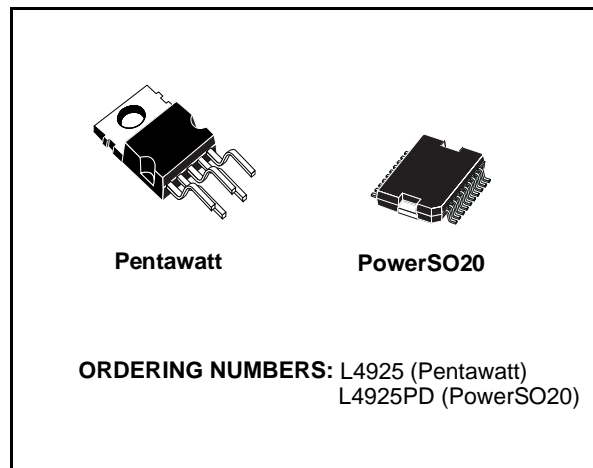 Pentawatt
PowerSO20
ORDERING NUMBERS: L4925 (Pentawatt)
L4925PD (PowerSO20)